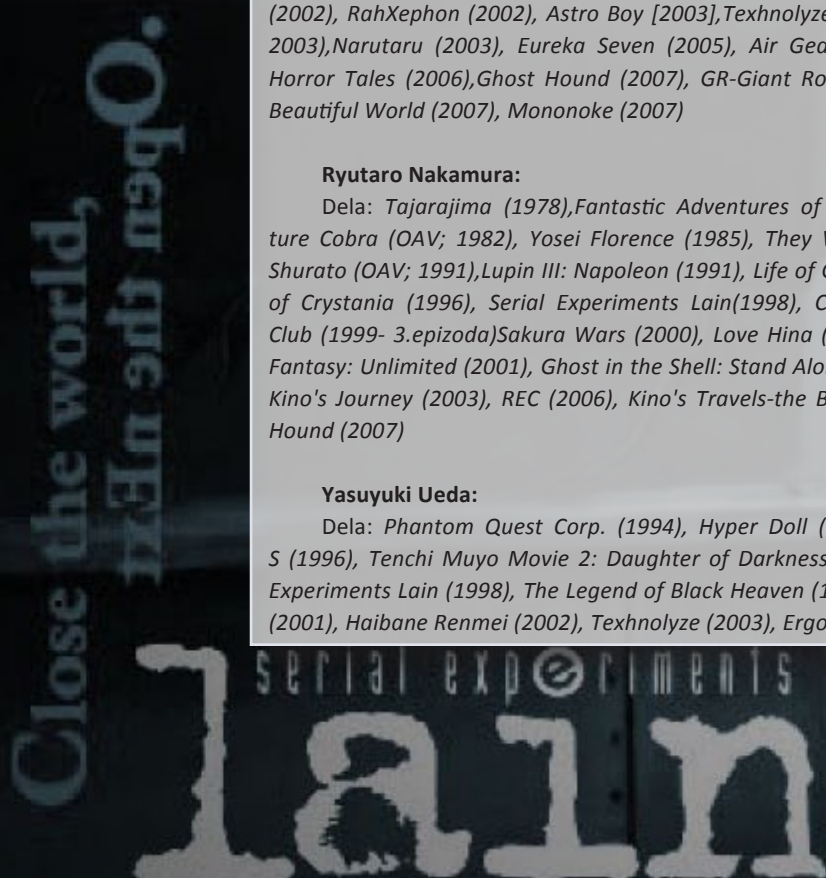 Close the world,
.Open the nExt
(2002), RahXephon (2002), Astro Boy [2003],Texhnolyze
2003),Narutaru (2003), Eureka Seven (2005), Air Gea
Horror Tales (2006),Ghost Hound (2007), GR-Giant Ro
Beautiful World (2007), Mononoke (2007)
Ryutaro Nakamura:
Dela: Tajarajima (1978),Fantastic Adventures of
ture Cobra (OAV; 1982), Yosei Florence (1985), They
Shurato (OAV; 1991),Lupin III: Napoleon (1991), Life of
of Crystania (1996), Serial Experiments Lain(1998),
Club (1999- 3.epizoda)Sakura Wars (2000), Love Hina (
Fantasy: Unlimited (2001), Ghost in the Shell: Stand Alo
Kino's Journey (2003), REC (2006), Kino's Travels-the B
Hound (2007)
Yasuyuki Ueda:
Dela: Phantom Quest Corp. (1994), Hyper Doll (
S (1996), Tenchi Muyo Movie 2: Daughter of Darkness
Experiments Lain (1998), The Legend of Black Heaven (1
(2001), Haibane Renmei (2002), Texhnolyze (2003), Ergo
serial experiments
lain